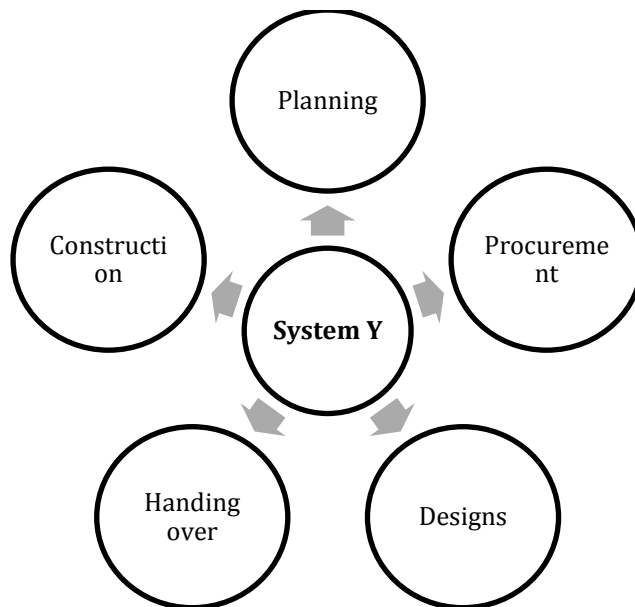 Planning
Constructi
on
Procureme
nt
System Y
Handing
over
Designs